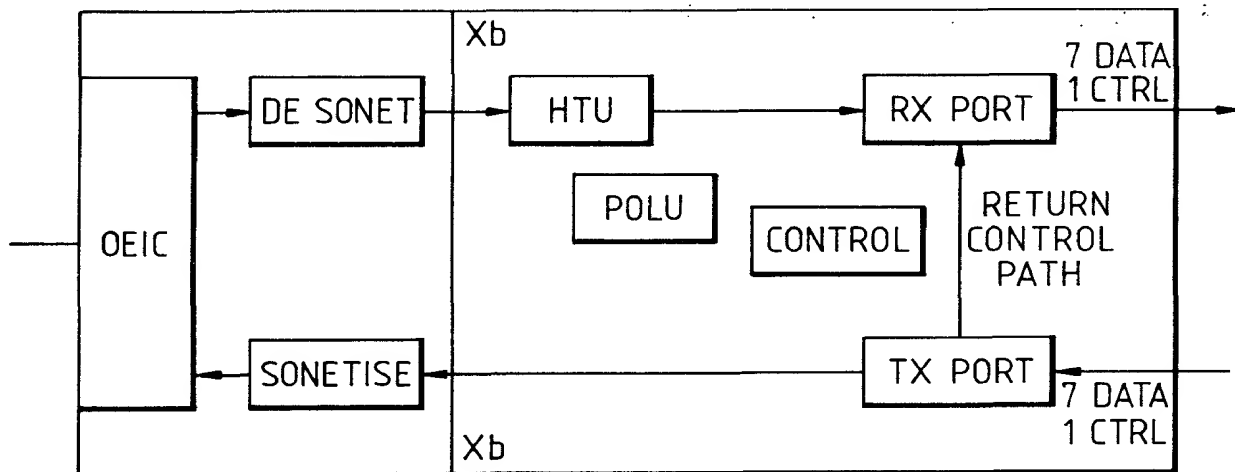 Xb
7 DATA
1 CTRL
DE SONET
HTU
RX PORT
POLU
CONTROL
RETURN
CONTROL
PATH
OEIC
SONETISE
TX PORT
7 DATA
1 CTRL
Xb